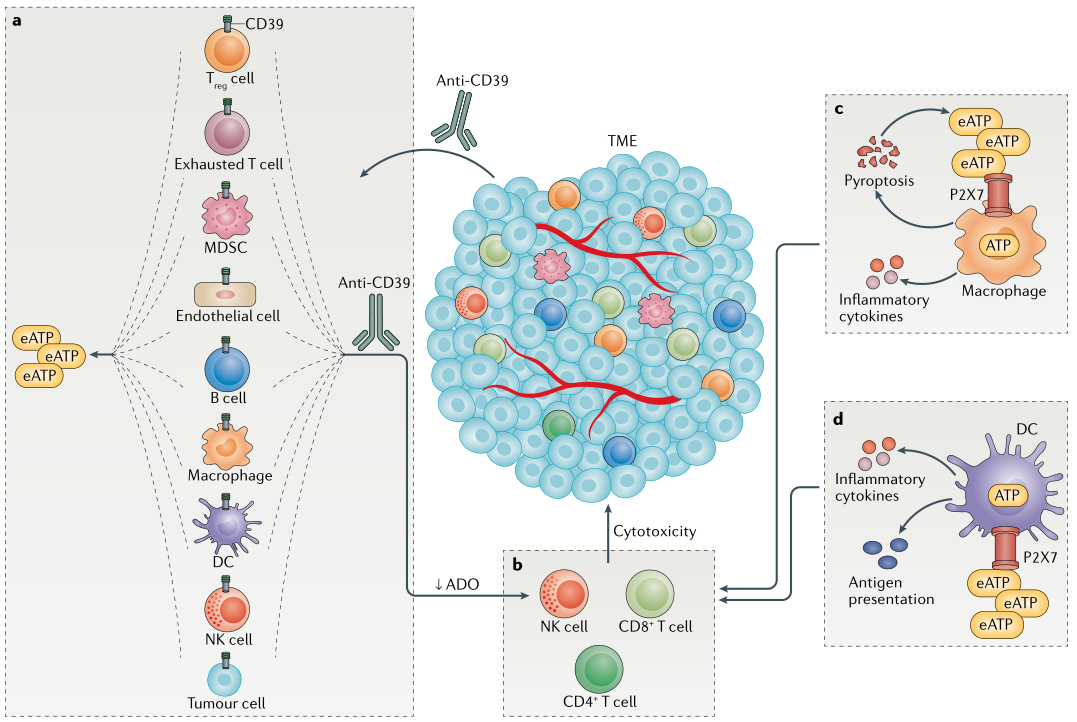 a
CD39
T reg cell
Exhausted T cell
MDSC
Endothelial cell
eATP
eATP
eATP
B cell
Macrophage
DC
NK cell
Tumour cell
Anti-CD39
Anti-CD39
TME
Cytotoxicity
↓ ADO
b
NK cell
CD8⁺ T cell
CD4⁺ T cell
c
eATP
eATP
eATP
Pyroptosis
P2X7
ATP
Inflammatory
cytokines
Macrophage
d
DC
Inflammatory
cytokines
ATP
P2X7
Antigen
presentation
eATP
eATP
eATP